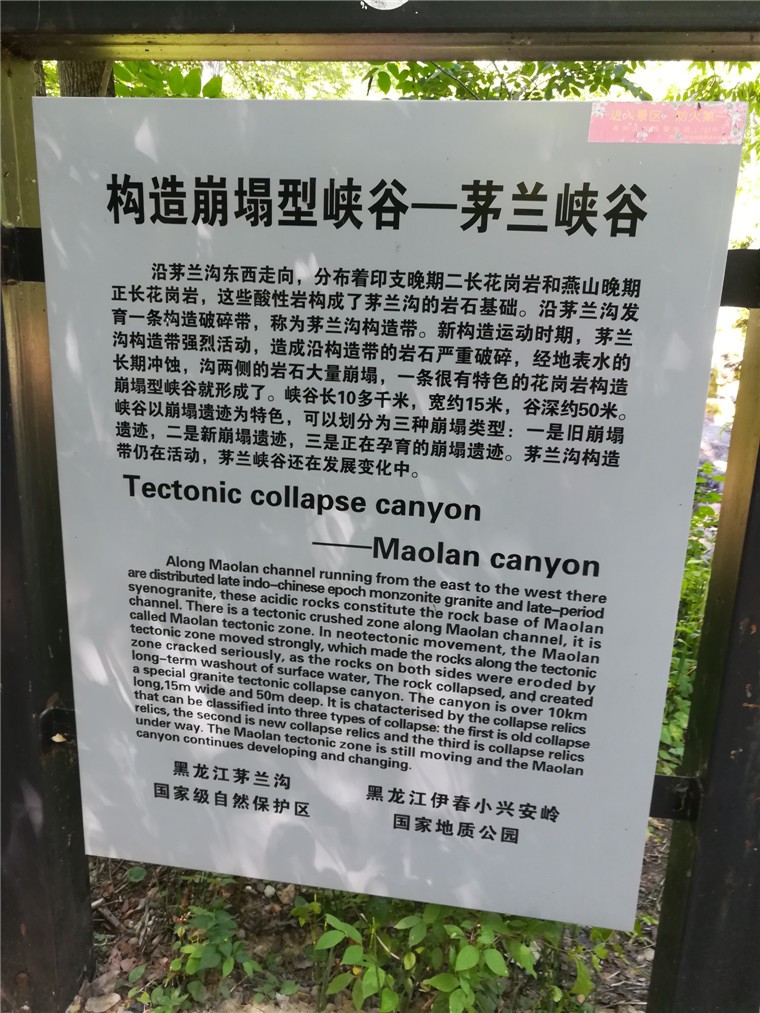 进入景区 防火第一
构造崩塌型峡谷—茅兰峡谷
沿茅兰沟东西走向，分布着印支晚期二长花岗岩和燕山晚期
正长花岗岩，这些酸性岩构成了茅兰沟的岩石基础。沿茅兰沟发
育一条构造破碎带，称为茅兰沟构造带。新构造运动时期，茅兰
沟构造带强烈活动，造成沿构造带的岩石严重破碎，经地表水的
长期冲蚀，沟两侧的岩石大量崩塌，一条很有特色的花岗岩构造
崩塌型峡谷就形成了。峡谷长10多千米，宽约15米，谷深约50米。
峡谷以崩塌遗迹为特色，可以划分为三种崩塌类型：一是旧崩塌
遗迹，二是新崩塌遗迹，三是正在孕育的崩塌遗迹。茅兰沟构造
带仍在活动，茅兰峡谷还在发展变化中。
Tectonic collapse canyon
——Maolan canyon
Along Maolan channel running from the east to the west there
are distributed late indo-chinese epoch monzonite granite and late-period
syenogranite, these acidic rocks constitute the rock base of Maolan
channel. There is a tectonic crushed zone along Maolan channel, it is
called Maolan tectonic zone. In neotectonic movement, the Maolan
tectonic zone moved strongly, which made the rocks along the tectonic
zone cracked seriously, as the rocks on both sides were eroded by
long-term washout of surface water, The rock collapsed, and created
a special granite tectonic collapse canyon. The canyon is over 10km
long,15m wide and 50m deep. It is chatacterised by the collapse relics
that can be classified into three types of collapse: the first is old collapse
relics, the second is new collapse relics and the third is collapse relics
under way. The Maolan tectonic zone is still moving and the Maolan
canyon continues developing and changing.
黑龙江茅兰沟
国家级自然保护区
黑龙江伊春小兴安岭
国家地质公园